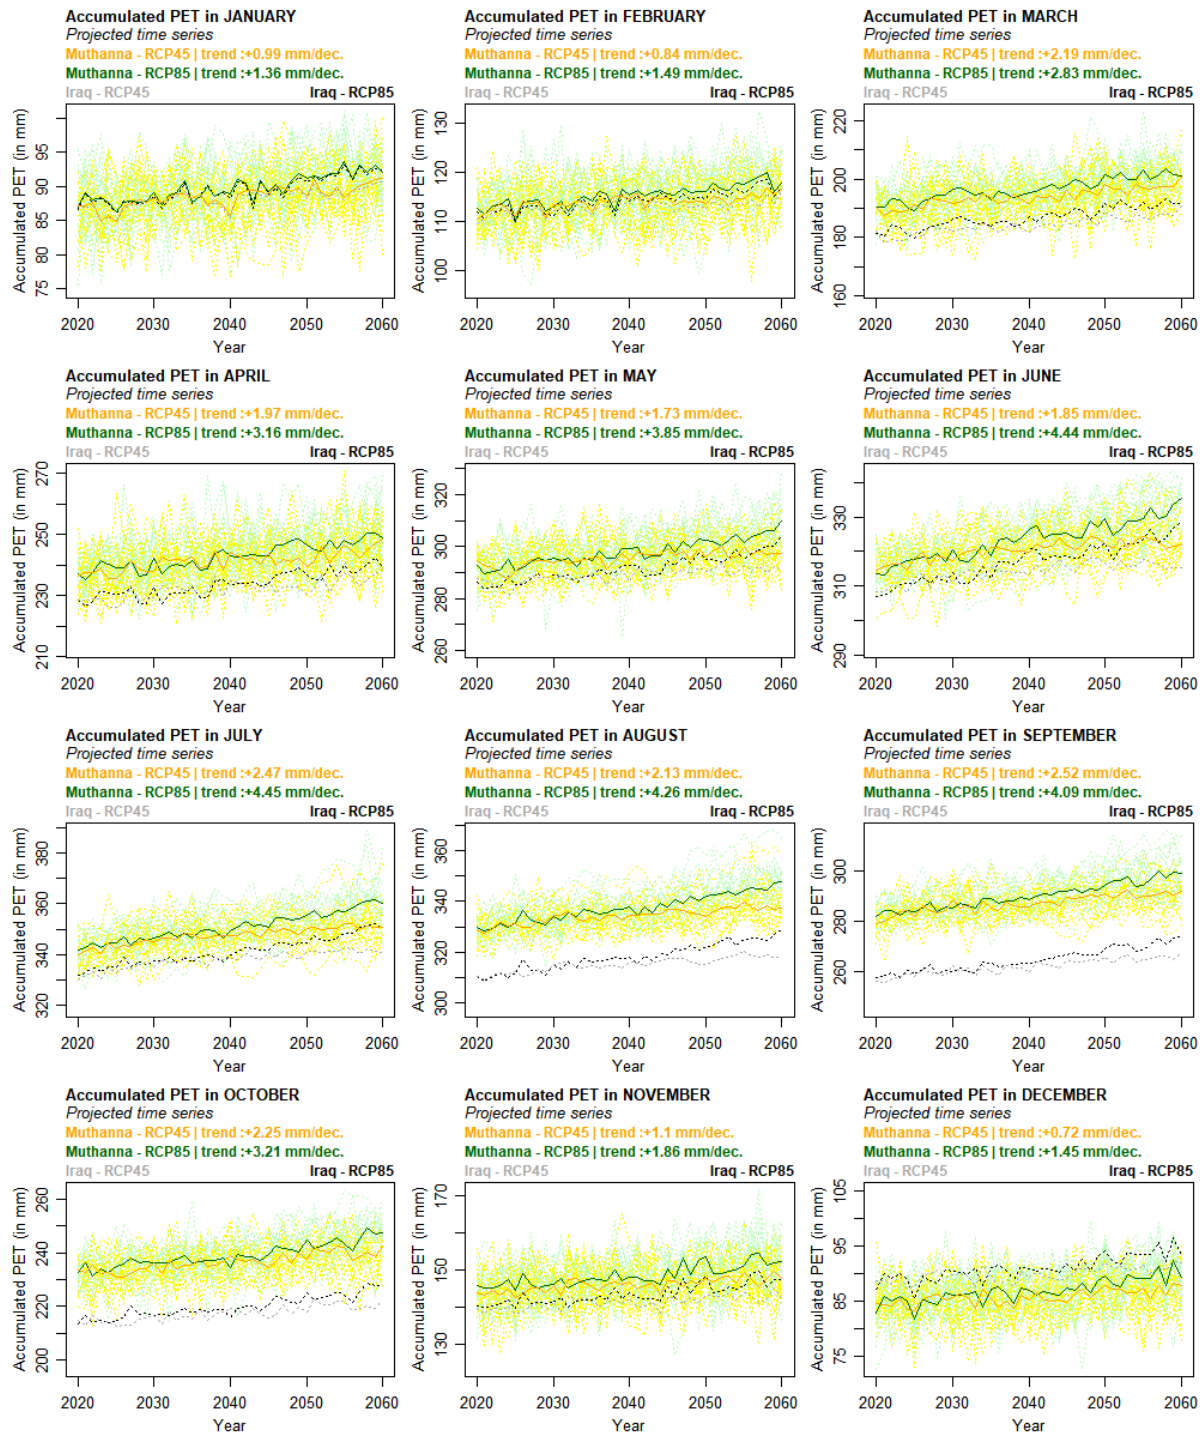 Accumulated PET in JANUARY
Projected time series
Muthanna - RCP45 | trend :+0.99 mm/dec.
Muthanna - RCP85 | trend :+1.36 mm/dec.
Iraq - RCP45 Iraq - RCP85
Accumulated PET (in mm)
75 80 85 90 95
2020 2030 2040 2050 2060
Year
Accumulated PET in FEBRUARY
Projected time series
Muthanna - RCP45 | trend :+0.84 mm/dec.
Muthanna - RCP85 | trend :+1.49 mm/dec.
Iraq - RCP45 Iraq - RCP85
Accumulated PET (in mm)
100 110 120 130
2020 2030 2040 2050 2060
Year
Accumulated PET in MARCH
Projected time series
Muthanna - RCP45 | trend :+2.19 mm/dec.
Muthanna - RCP85 | trend :+2.83 mm/dec.
Iraq - RCP45 Iraq - RCP85
Accumulated PET (in mm)
160 180 200 220
2020 2030 2040 2050 2060
Year
Accumulated PET in APRIL
Projected time series
Muthanna - RCP45 | trend :+1.97 mm/dec.
Muthanna - RCP85 | trend :+3.16 mm/dec.
Iraq - RCP45 Iraq - RCP85
Accumulated PET (in mm)
210 230 250 270
2020 2030 2040 2050 2060
Year
Accumulated PET in MAY
Projected time series
Muthanna - RCP45 | trend :+1.73 mm/dec.
Muthanna - RCP85 | trend :+3.85 mm/dec.
Iraq - RCP45 Iraq - RCP85
Accumulated PET (in mm)
260 280 300 320
2020 2030 2040 2050 2060
Year
Accumulated PET in JUNE
Projected time series
Muthanna - RCP45 | trend :+1.85 mm/dec.
Muthanna - RCP85 | trend :+4.44 mm/dec.
Iraq - RCP45 Iraq - RCP85
Accumulated PET (in mm)
290 310 330
2020 2030 2040 2050 2060
Year
Accumulated PET in JULY
Projected time series
Muthanna - RCP45 | trend :+2.47 mm/dec.
Muthanna - RCP85 | trend :+4.45 mm/dec.
Iraq - RCP45 Iraq - RCP85
Accumulated PET (in mm)
320 340 360 380
2020 2030 2040 2050 2060
Year
Accumulated PET in AUGUST
Projected time series
Muthanna - RCP45 | trend :+2.13 mm/dec.
Muthanna - RCP85 | trend :+4.26 mm/dec.
Iraq - RCP45 Iraq - RCP85
Accumulated PET (in mm)
300 320 340 360
2020 2030 2040 2050 2060
Year
Accumulated PET in SEPTEMBER
Projected time series
Muthanna - RCP45 | trend :+2.52 mm/dec.
Muthanna - RCP85 | trend :+4.09 mm/dec.
Iraq - RCP45 Iraq - RCP85
Accumulated PET (in mm)
260 280 300
2020 2030 2040 2050 2060
Year
Accumulated PET in OCTOBER
Projected time series
Muthanna - RCP45 | trend :+2.25 mm/dec.
Muthanna - RCP85 | trend :+3.21 mm/dec.
Iraq - RCP45 Iraq - RCP85
Accumulated PET (in mm)
200 220 240 260
2020 2030 2040 2050 2060
Year
Accumulated PET in NOVEMBER
Projected time series
Muthanna - RCP45 | trend :+1.1 mm/dec.
Muthanna - RCP85 | trend :+1.86 mm/dec.
Iraq - RCP45 Iraq - RCP85
Accumulated PET (in mm)
130 150 170
2020 2030 2040 2050 2060
Year
Accumulated PET in DECEMBER
Projected time series
Muthanna - RCP45 | trend :+0.72 mm/dec.
Muthanna - RCP85 | trend :+1.45 mm/dec.
Iraq - RCP45 Iraq - RCP85
Accumulated PET (in mm)
75 85 95 105
2020 2030 2040 2050 2060
Year